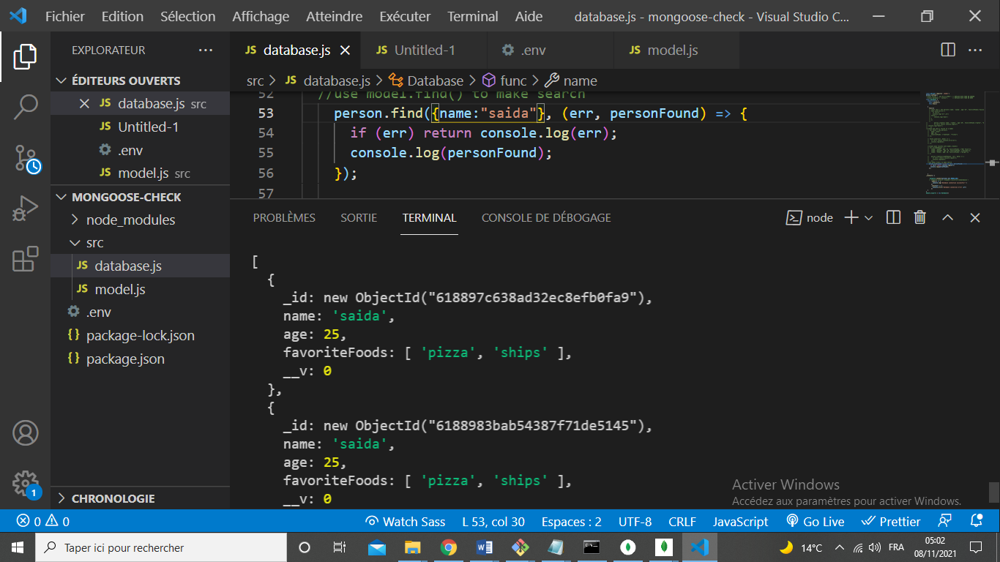 Fichier Edition Sélection Affichage Atteindre Exécuter Terminal Aide database.js - mongoose-check - Visual Studio C...
EXPLORATEUR ...
ÉDITEURS OUVERTS
JS database.js src
JS Untitled-1
.env
JS model.js src
MONGOOSE-CHECK
node_modules
src
JS database.js
JS model.js
.env
{} package-lock.json
{} package.json
CHRONOLOGIE
1
JS database.js
JS Untitled-1
.env
JS model.js
...
src > JS database.js > Database > func > name
52 //use model.find() to make search
53 person.find({name:"saida"}, (err, personFound) => {
54 if (err) return console.log(err);
55 console.log(personFound);
56 });
57
PROBLÈMES SORTIE TERMINAL CONSOLE DE DÉBOGAGE node
[
{
_id: new ObjectId("618897c638ad32ec8efb0fa9"),
name: 'saida',
age: 25,
favoriteFoods: [ 'pizza', 'ships' ],
__v: 0
},
{
_id: new ObjectId("6188983bab54387f71de5145"),
name: 'saida',
age: 25,
favoriteFoods: [ 'pizza', 'ships' ],
__v: 0
Activer Windows
Accédez aux paramètres pour activer Windows.
0 0 Watch Sass L 53, col 30 Espaces : 2 UTF-8 CRLF JavaScript Go Live Prettier
Taper ici pour rechercher
14°C FRA
05:02
08/11/2021